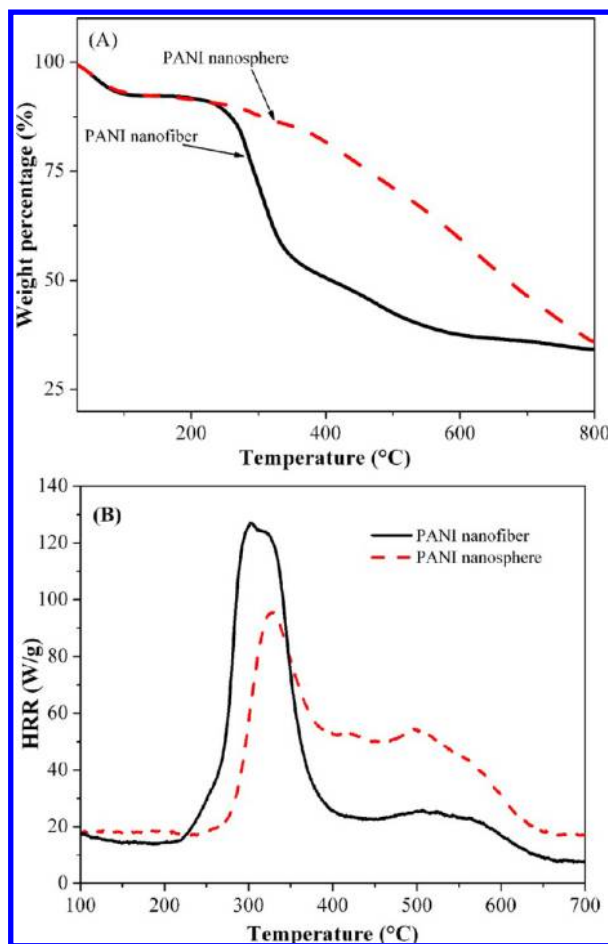 (A)
PANI nanosphere
PANI nanofiber
100
75
50
25
Weight percentage (%)
200 400 600 800
Temperature (°C)
(B)
PANI nanofiber
PANI nanosphere
140
120
100
80
60
40
20
0
HRR (W/g)
100 200 300 400 500 600 700
Temperature (°C)